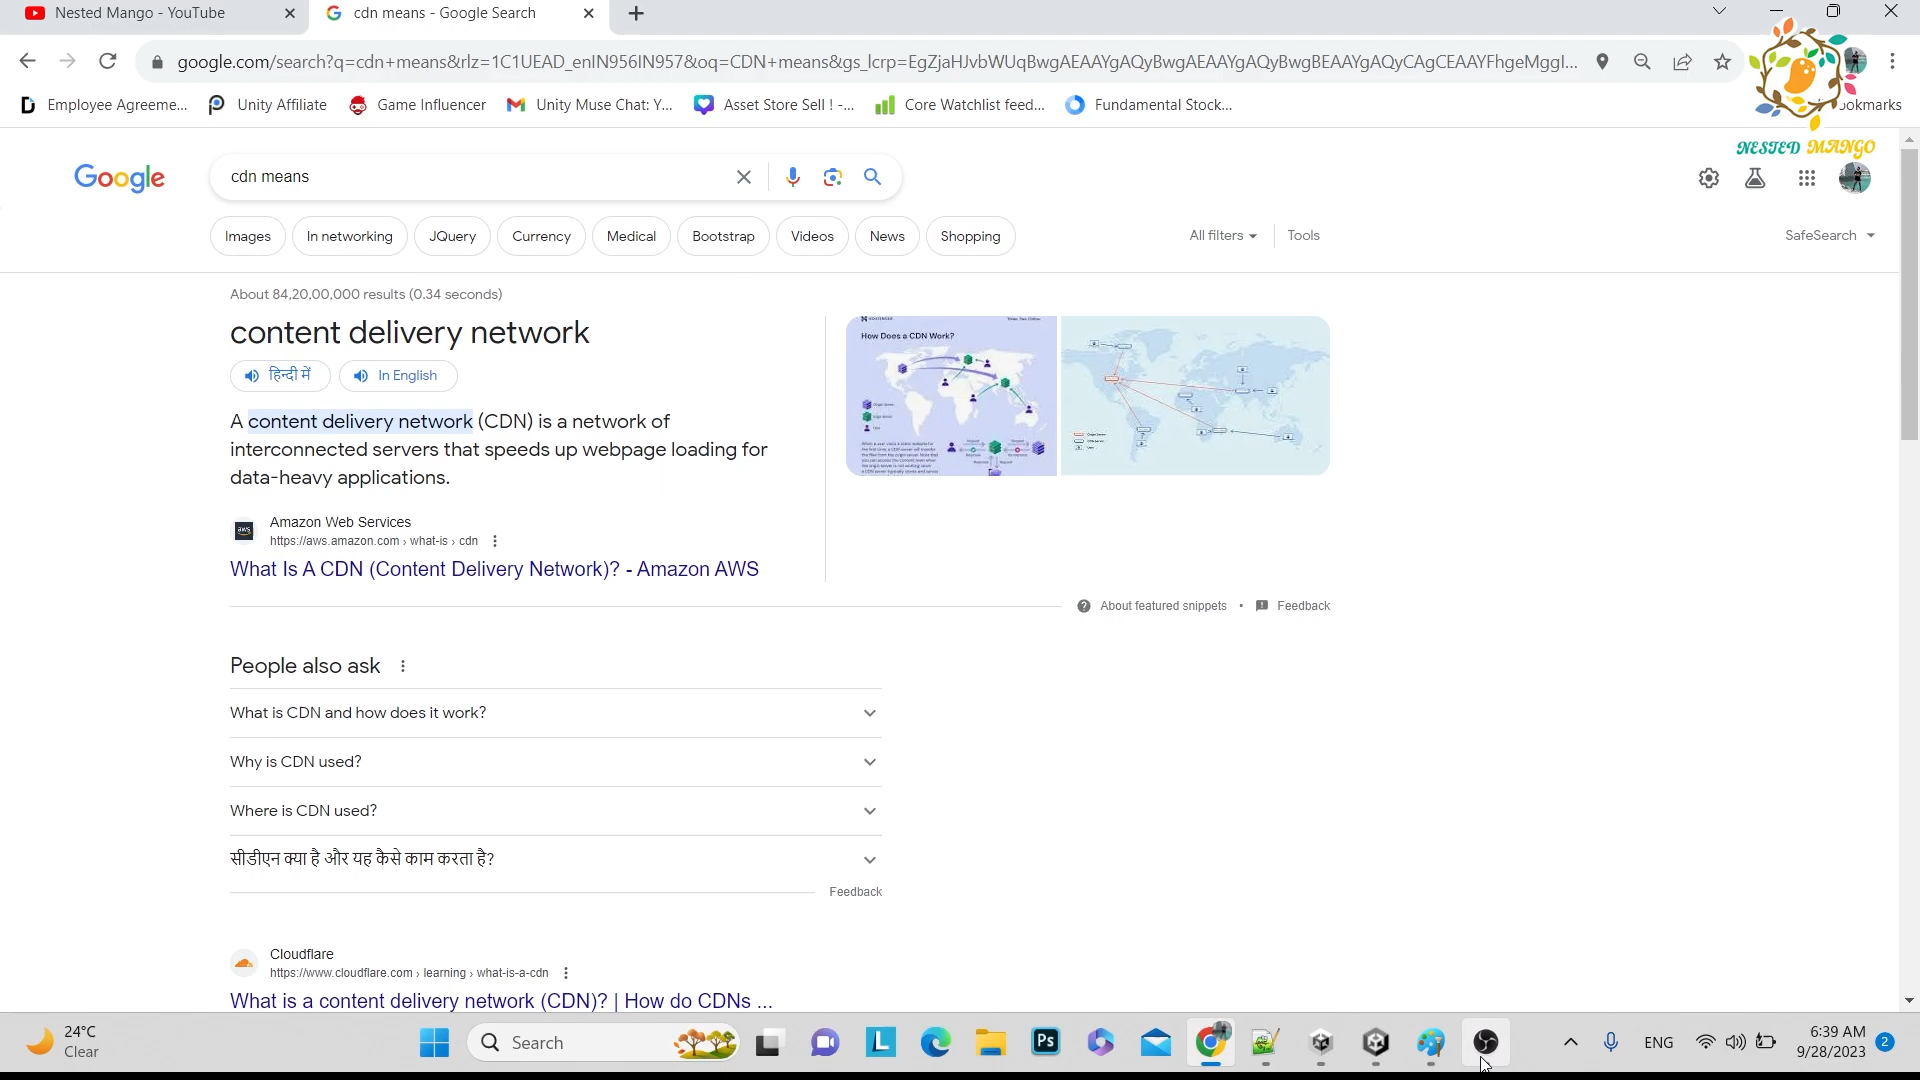 Nested Mango - YouTube
cdn means - Google Search
google.com/search?q=cdn+means&rlz=1C1UEAD_enIN956IN957&oq=CDN+means&gs_lcrp=EgZjaHJvbWUqBwgAEAAYgAQyBwgAEAAYgAQyBwgBEAAYgAQyCAgCEAAYFhgeMggI...
Employee Agreeme...
Unity Affiliate
Game Influencer
Unity Muse Chat: Y...
Asset Store Sell ! -...
Core Watchlist feed...
Fundamental Stock...
ookmarks
NESTED MANGO
Google
cdn means
Images
In networking
JQuery
Currency
Medical
Bootstrap
Videos
News
Shopping
All filters
Tools
SafeSearch
About 84,20,00,000 results (0.34 seconds)
content delivery network
हिन्दी में
In English
A content delivery network (CDN) is a network of
interconnected servers that speeds up webpage loading for
data-heavy applications.
How Does a CDN Work?
aws
Amazon Web Services
https://aws.amazon.com › what-is › cdn
What Is A CDN (Content Delivery Network)? - Amazon AWS
About featured snippets
•
Feedback
People also ask
What is CDN and how does it work?
Why is CDN used?
Where is CDN used?
सीडीएन क्या है और यह कैसे काम करता है?
Feedback
Cloudflare
https://www.cloudflare.com › learning › what-is-a-cdn
What is a content delivery network (CDN)? | How do CDNs ...
24°C
Clear
Search
L
Ps
ENG
6:39 AM
9/28/2023
2